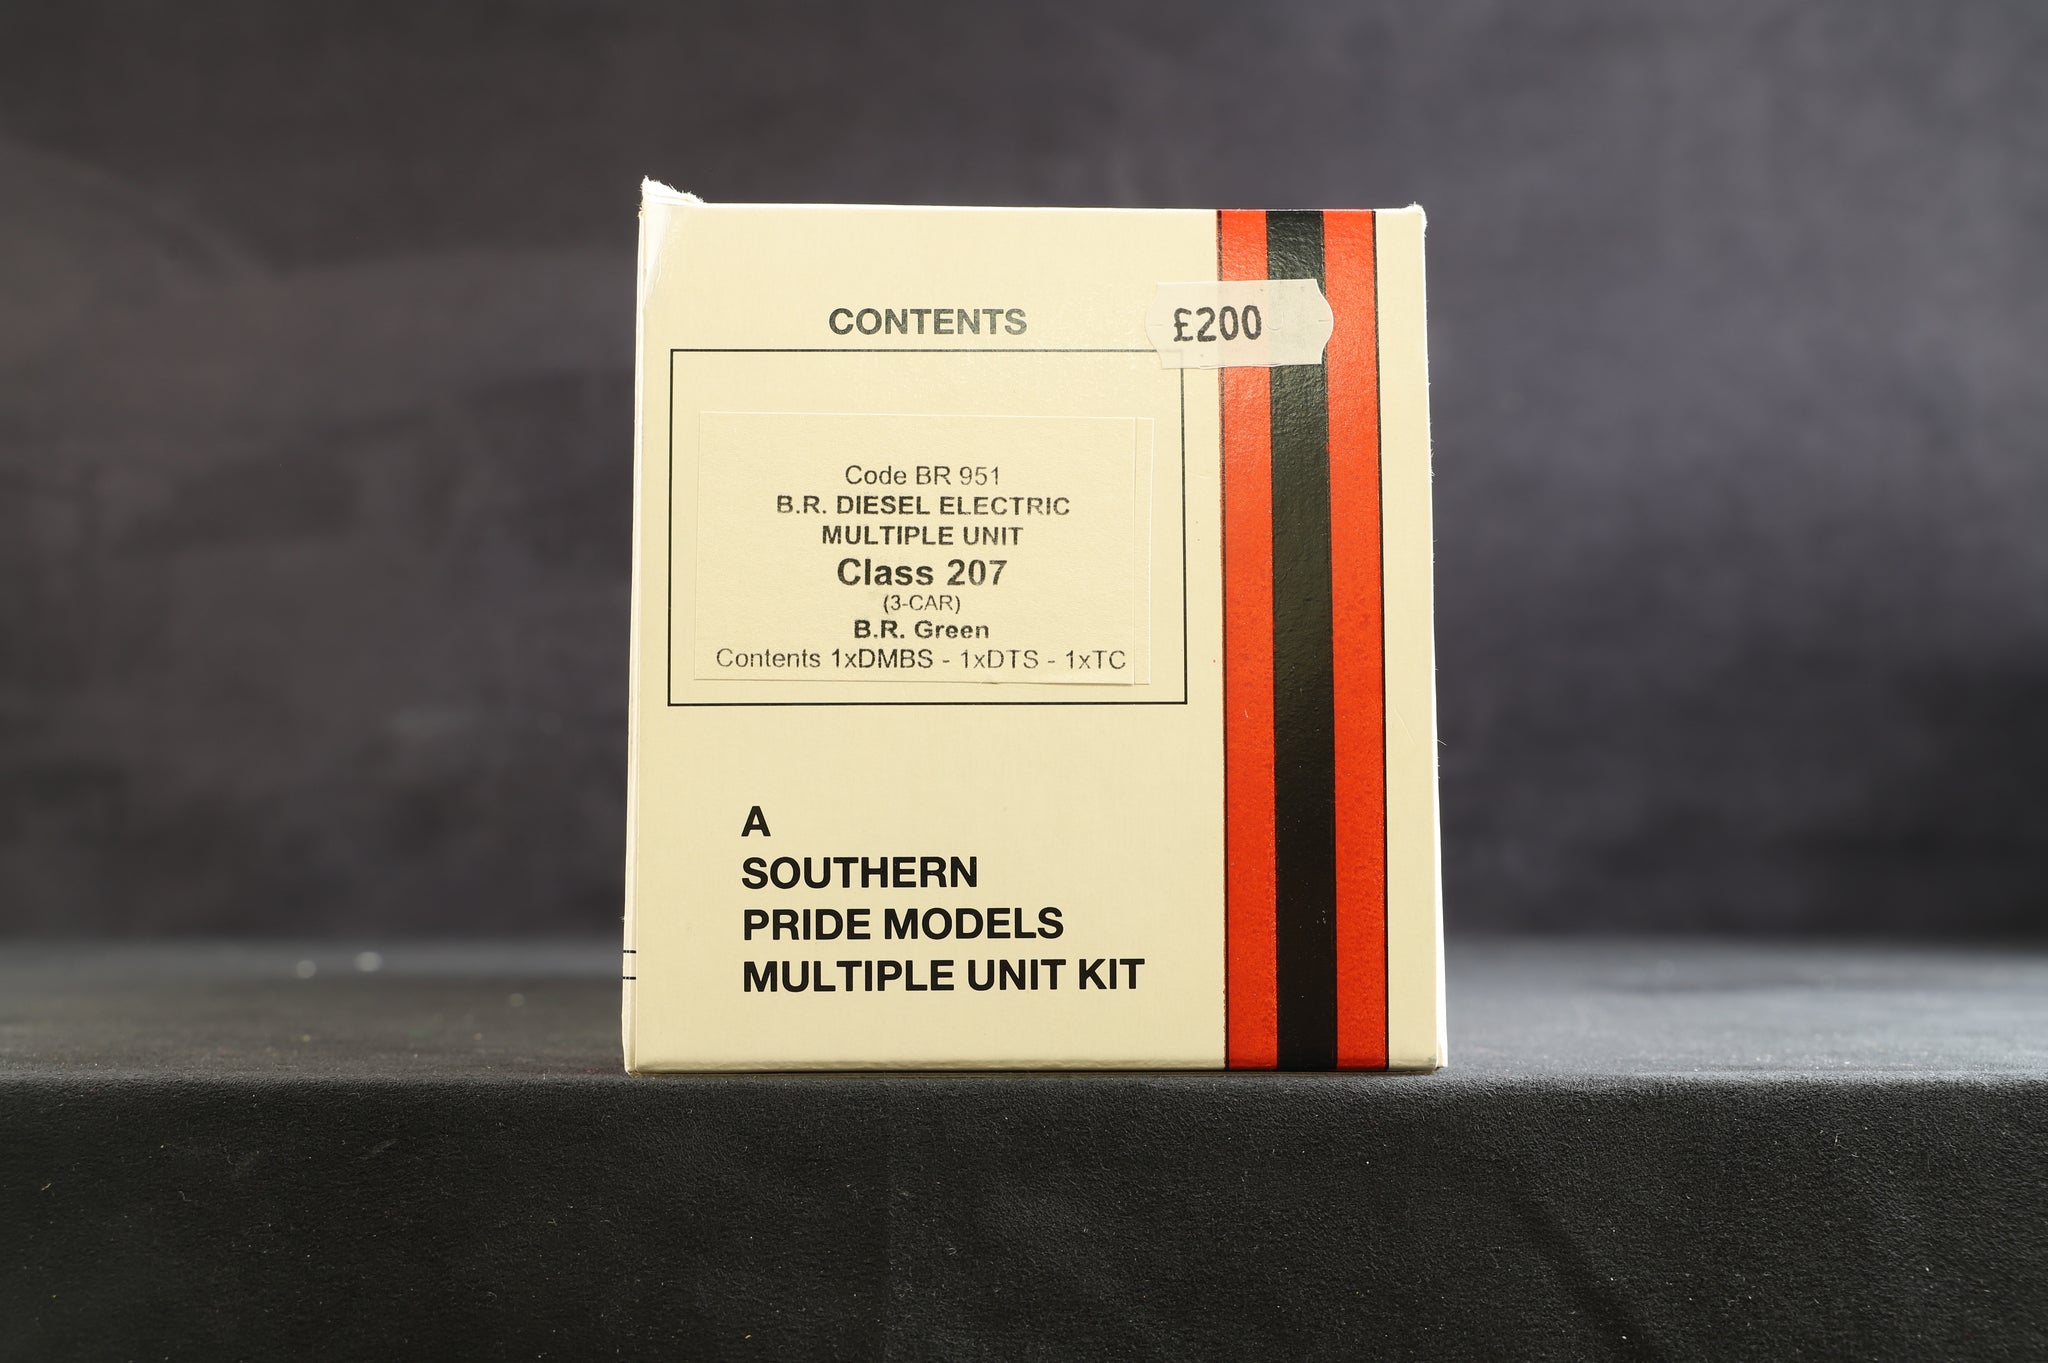 CONTENTS
£200
Code BR 951
B.R. DIESEL ELECTRIC
MULTIPLE UNIT
Class 207
(3-CAR)
B.R. Green
Contents 1xDMBS - 1xDTS - 1xTC
A
SOUTHERN
PRIDE MODELS
MULTIPLE UNIT KIT